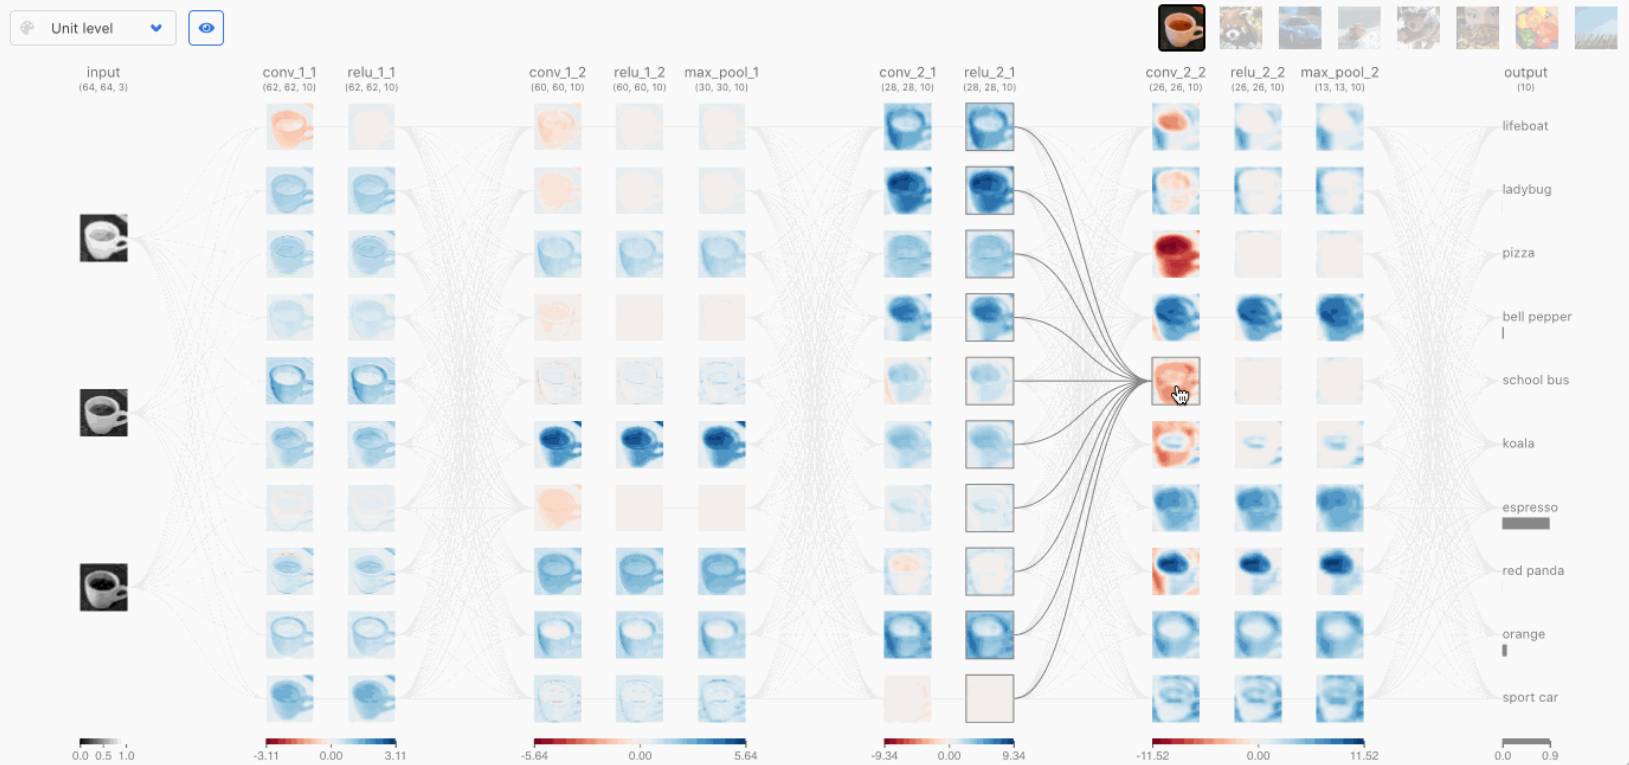 Unit level
input
(64, 64, 3)
conv_1_1
(62, 62, 10)
relu_1_1
(62, 62, 10)
conv_1_2
(60, 60, 10)
relu_1_2
(60, 60, 10)
max_pool_1
(30, 30, 10)
conv_2_1
(28, 28, 10)
relu_2_1
(28, 28, 10)
conv_2_2
(26, 26, 10)
relu_2_2
(26, 26, 10)
max_pool_2
(13, 13, 10)
output
(10)
lifeboat
ladybug
pizza
bell pepper
school bus
koala
espresso
red panda
orange
sport car
0.0 0.5 1.0
-3.11 0.00 3.11
-5.64 0.00 5.64
-9.34 0.00 9.34
-11.52 0.00 11.52
0.0 0.9